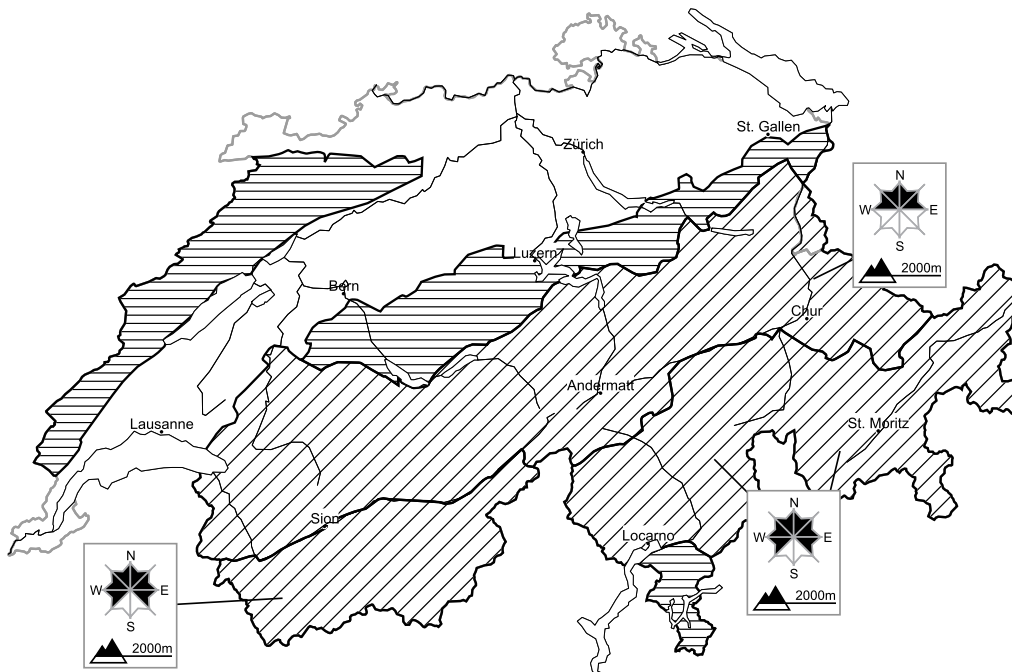 St. Gallen
Zürich
N
W E
S
2000m
Luzern
Bern
Chur
Andermatt
Lausanne
St. Moritz
N
W E
S
2000m
Sion
Locarno
N
W E
S
2000m